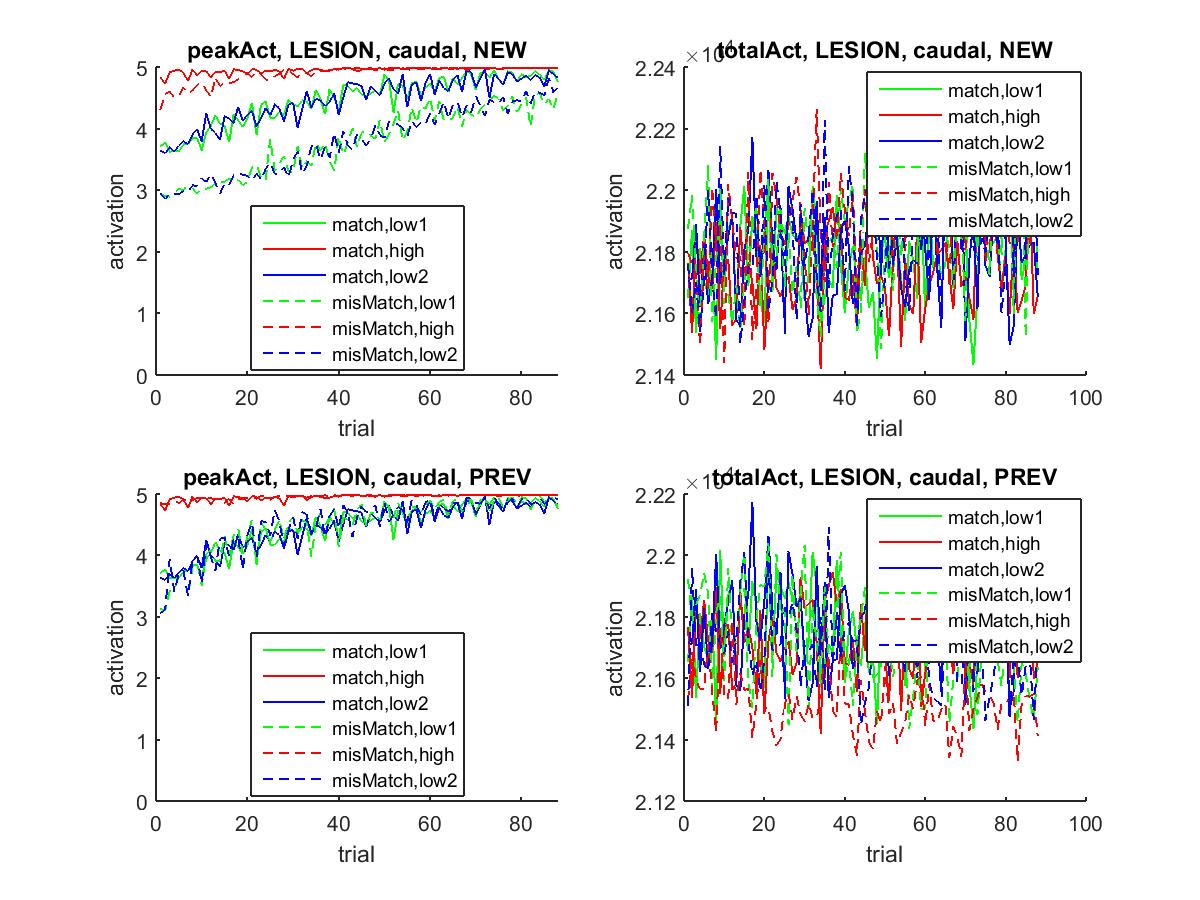 peakAct, LESION, caudal, NEW
5
4
3
2
1
0
activation
match,low1
match,high
match,low2
misMatch,low1
misMatch,high
misMatch,low2
0 20 40 60 80
trial
totalAct, LESION, caudal, NEW
2.24
2.22
2.2
2.18
2.16
2.14
activation
match,low1
match,high
match,low2
misMatch,low1
misMatch,high
misMatch,low2
0 20 40 60 80 100
trial
peakAct, LESION, caudal, PREV
5
4
3
2
1
0
activation
match,low1
match,high
match,low2
misMatch,low1
misMatch,high
misMatch,low2
0 20 40 60 80
trial
totalAct, LESION, caudal, PREV
2.22
2.2
2.18
2.16
2.14
2.12
activation
match,low1
match,high
match,low2
misMatch,low1
misMatch,high
misMatch,low2
0 20 40 60 80 100
trial